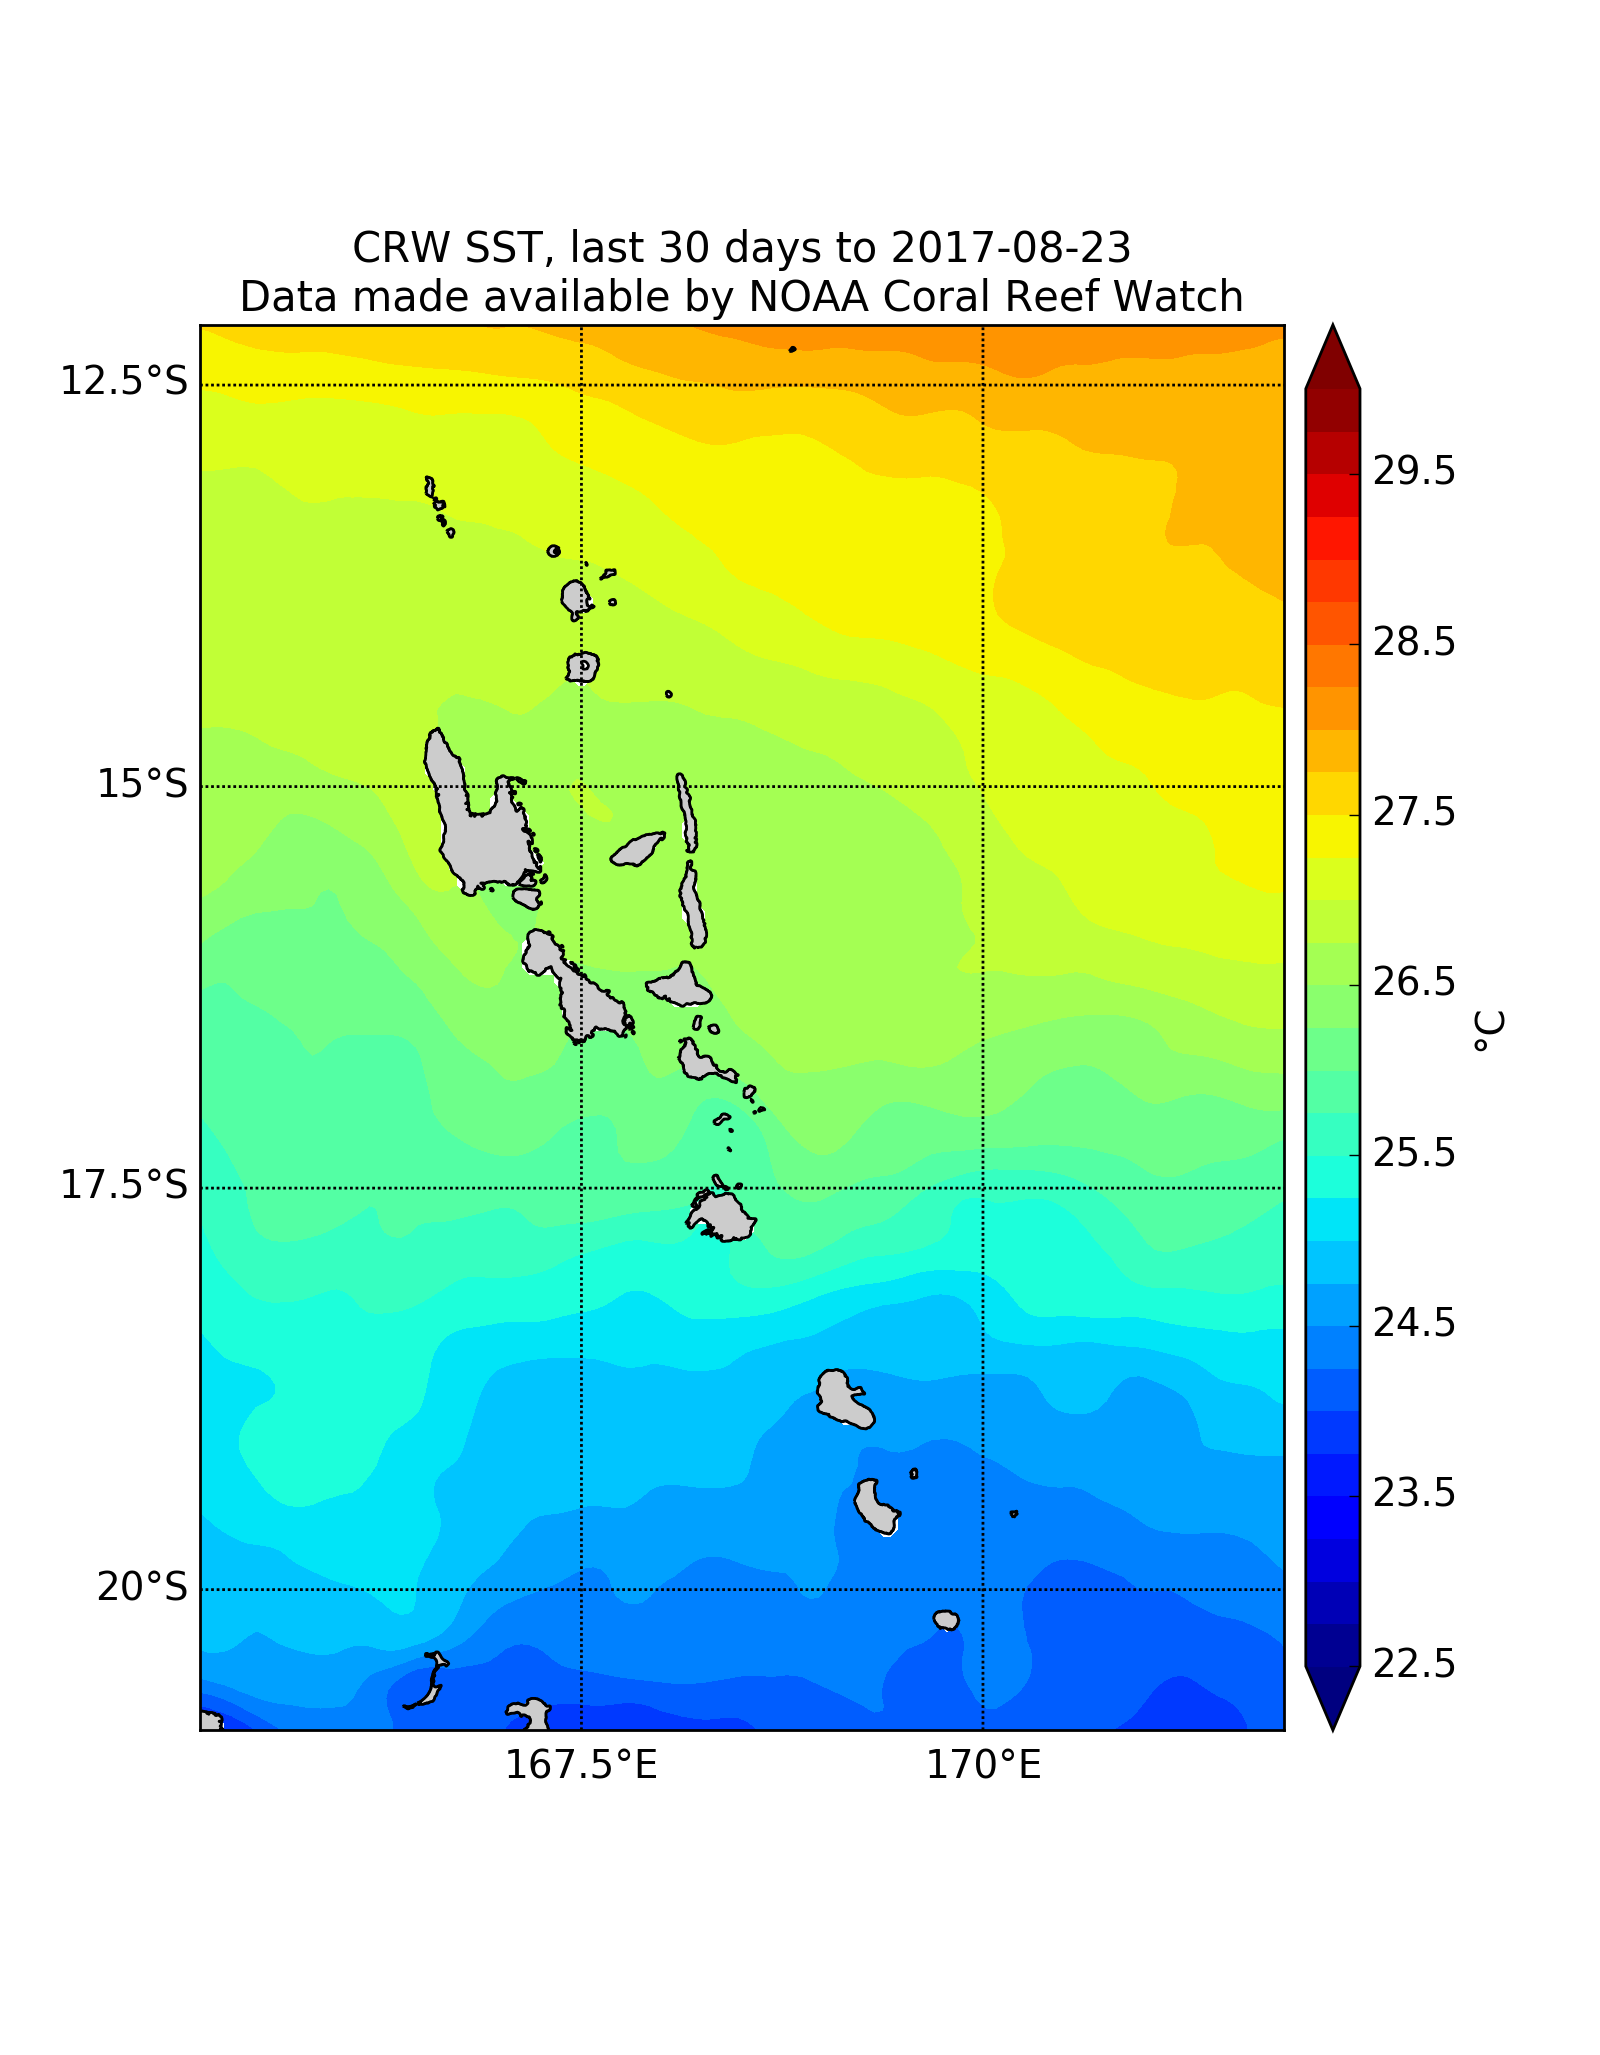 CRW SST, last 30 days to 2017-08-23
Data made available by NOAA Coral Reef Watch
12.5°S
15°S
17.5°S
20°S
167.5°E
170°E
29.5
28.5
27.5
26.5
25.5
24.5
23.5
22.5
°C